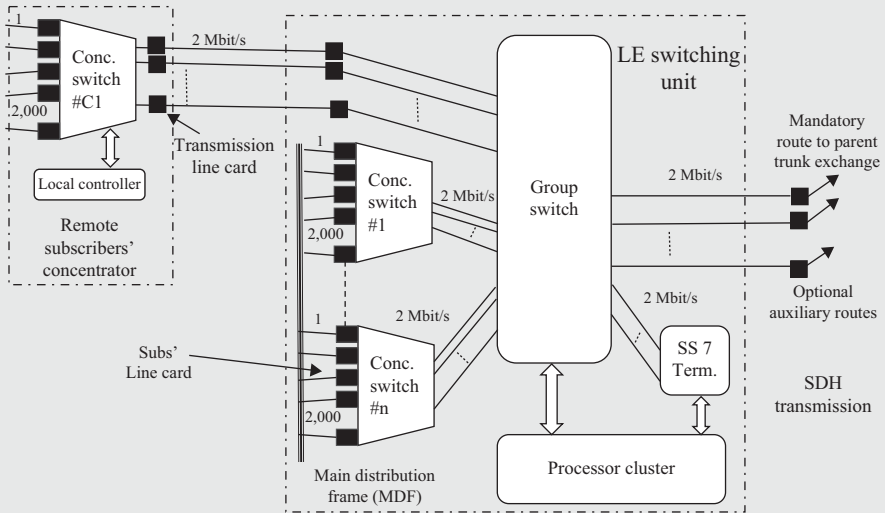 1
2,000
Conc.
switch
#C1
Local controller
Remote
subscribers'
concentrator
2 Mbit/s
Transmission
line card
LE switching
unit
1
2,000
Conc.
switch
#1
2 Mbit/s
Group
switch
2 Mbit/s
Mandatory
route to parent
trunk exchange
Optional
auxiliary routes
1
2,000
Subs'
Line card
Conc.
switch
#n
2 Mbit/s
2 Mbit/s
SS 7
Term.
SDH
transmission
Main distribution
frame (MDF)
Processor cluster